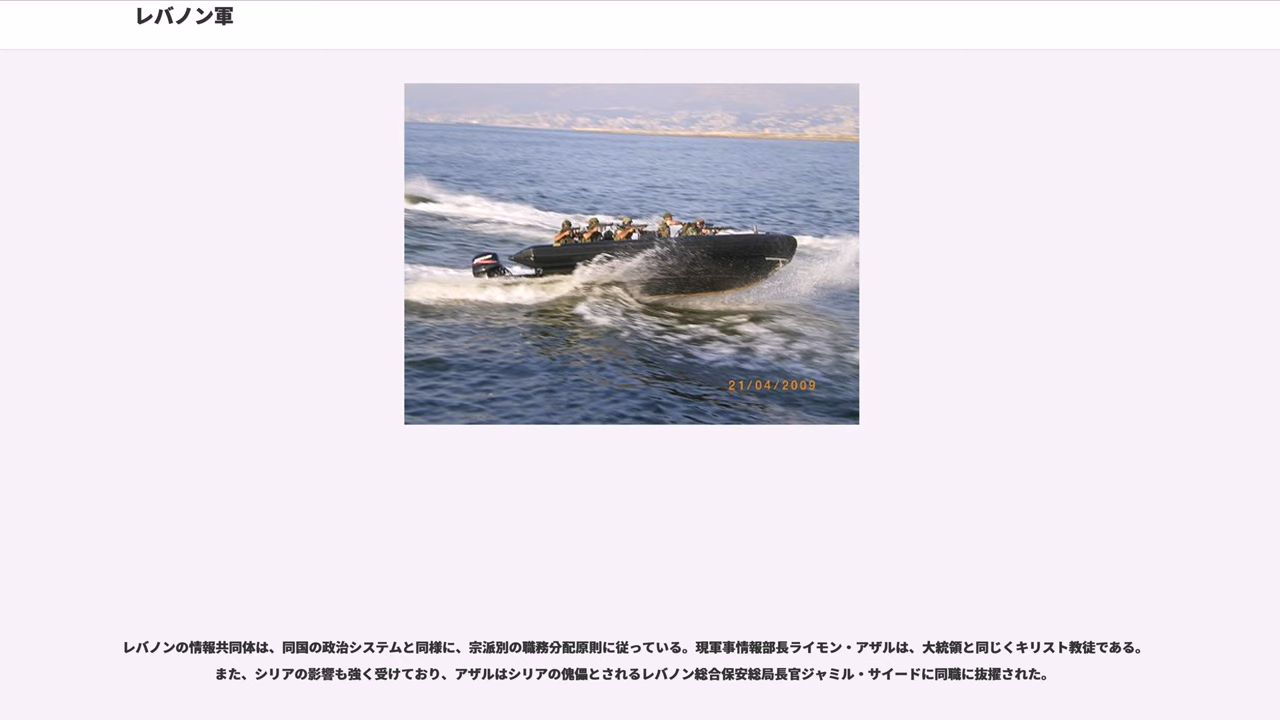 レバノン軍
21/04/2009
レバノンの情報共同体は、同国の政治システムと同様に、宗派別の職務分配原則に従っている。現軍事情報部長ライモン・アザルは、大統領と同じくキリスト教徒である。
また、シリアの影響も強く受けており、アザルはシリアの傀儡とされるレバノン総合保安総局長官ジャミル・サイードに同職に抜擢された。